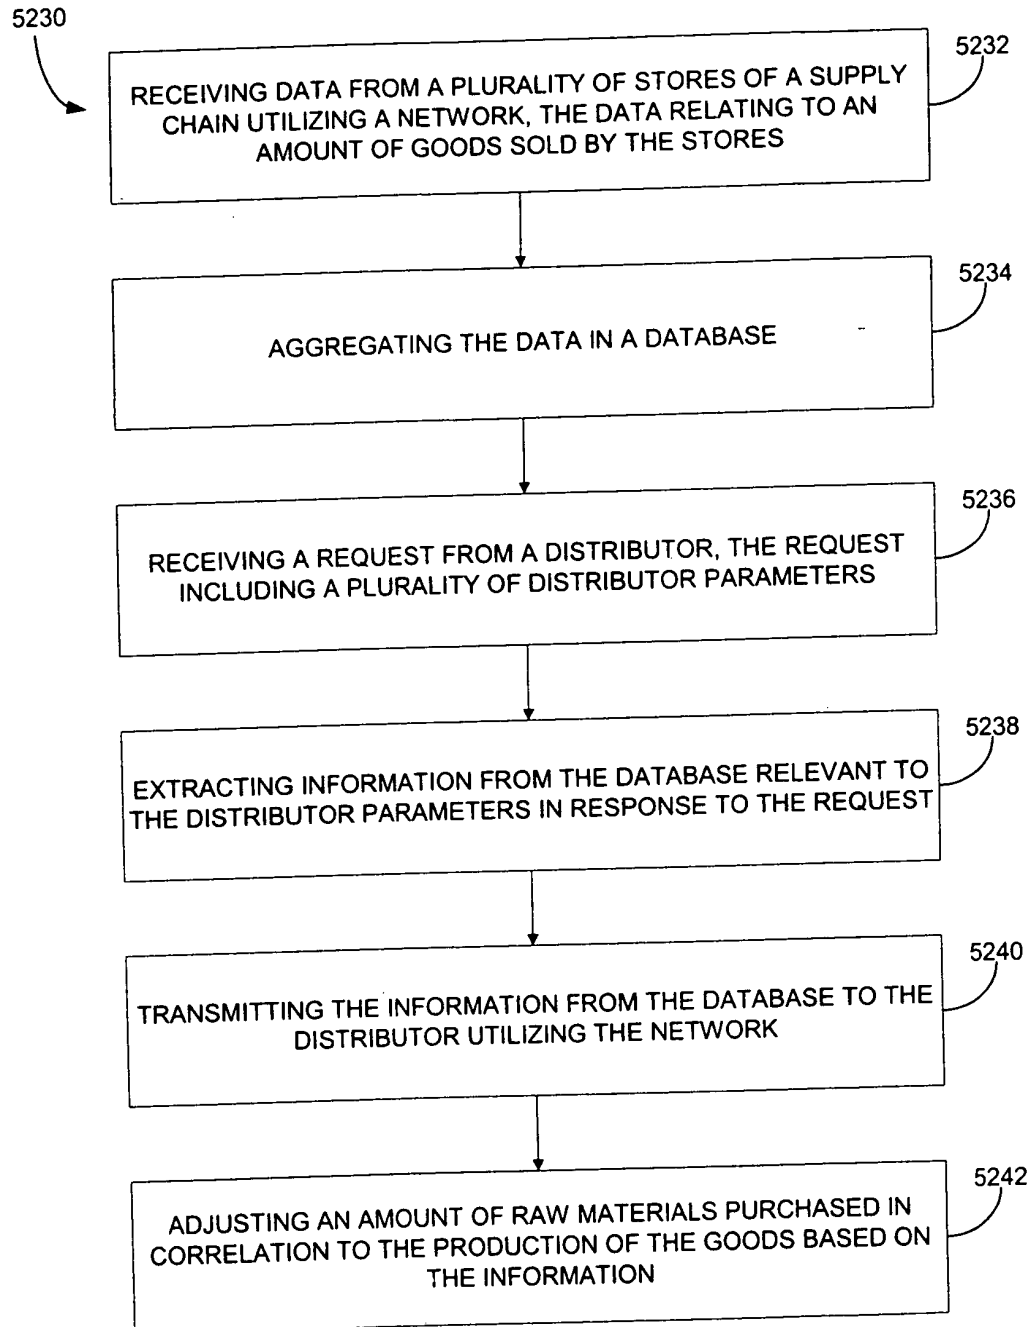 5230
5232
RECEIVING DATA FROM A PLURALITY OF STORES OF A SUPPLY
CHAIN UTILIZING A NETWORK, THE DATA RELATING TO AN
AMOUNT OF GOODS SOLD BY THE STORES
5234
AGGREGATING THE DATA IN A DATABASE
5236
RECEIVING A REQUEST FROM A DISTRIBUTOR, THE REQUEST
INCLUDING A PLURALITY OF DISTRIBUTOR PARAMETERS
5238
EXTRACTING INFORMATION FROM THE DATABASE RELEVANT TO
THE DISTRIBUTOR PARAMETERS IN RESPONSE TO THE REQUEST
5240
TRANSMITTING THE INFORMATION FROM THE DATABASE TO THE
DISTRIBUTOR UTILIZING THE NETWORK
5242
ADJUSTING AN AMOUNT OF RAW MATERIALS PURCHASED IN
CORRELATION TO THE PRODUCTION OF THE GOODS BASED ON
THE INFORMATION